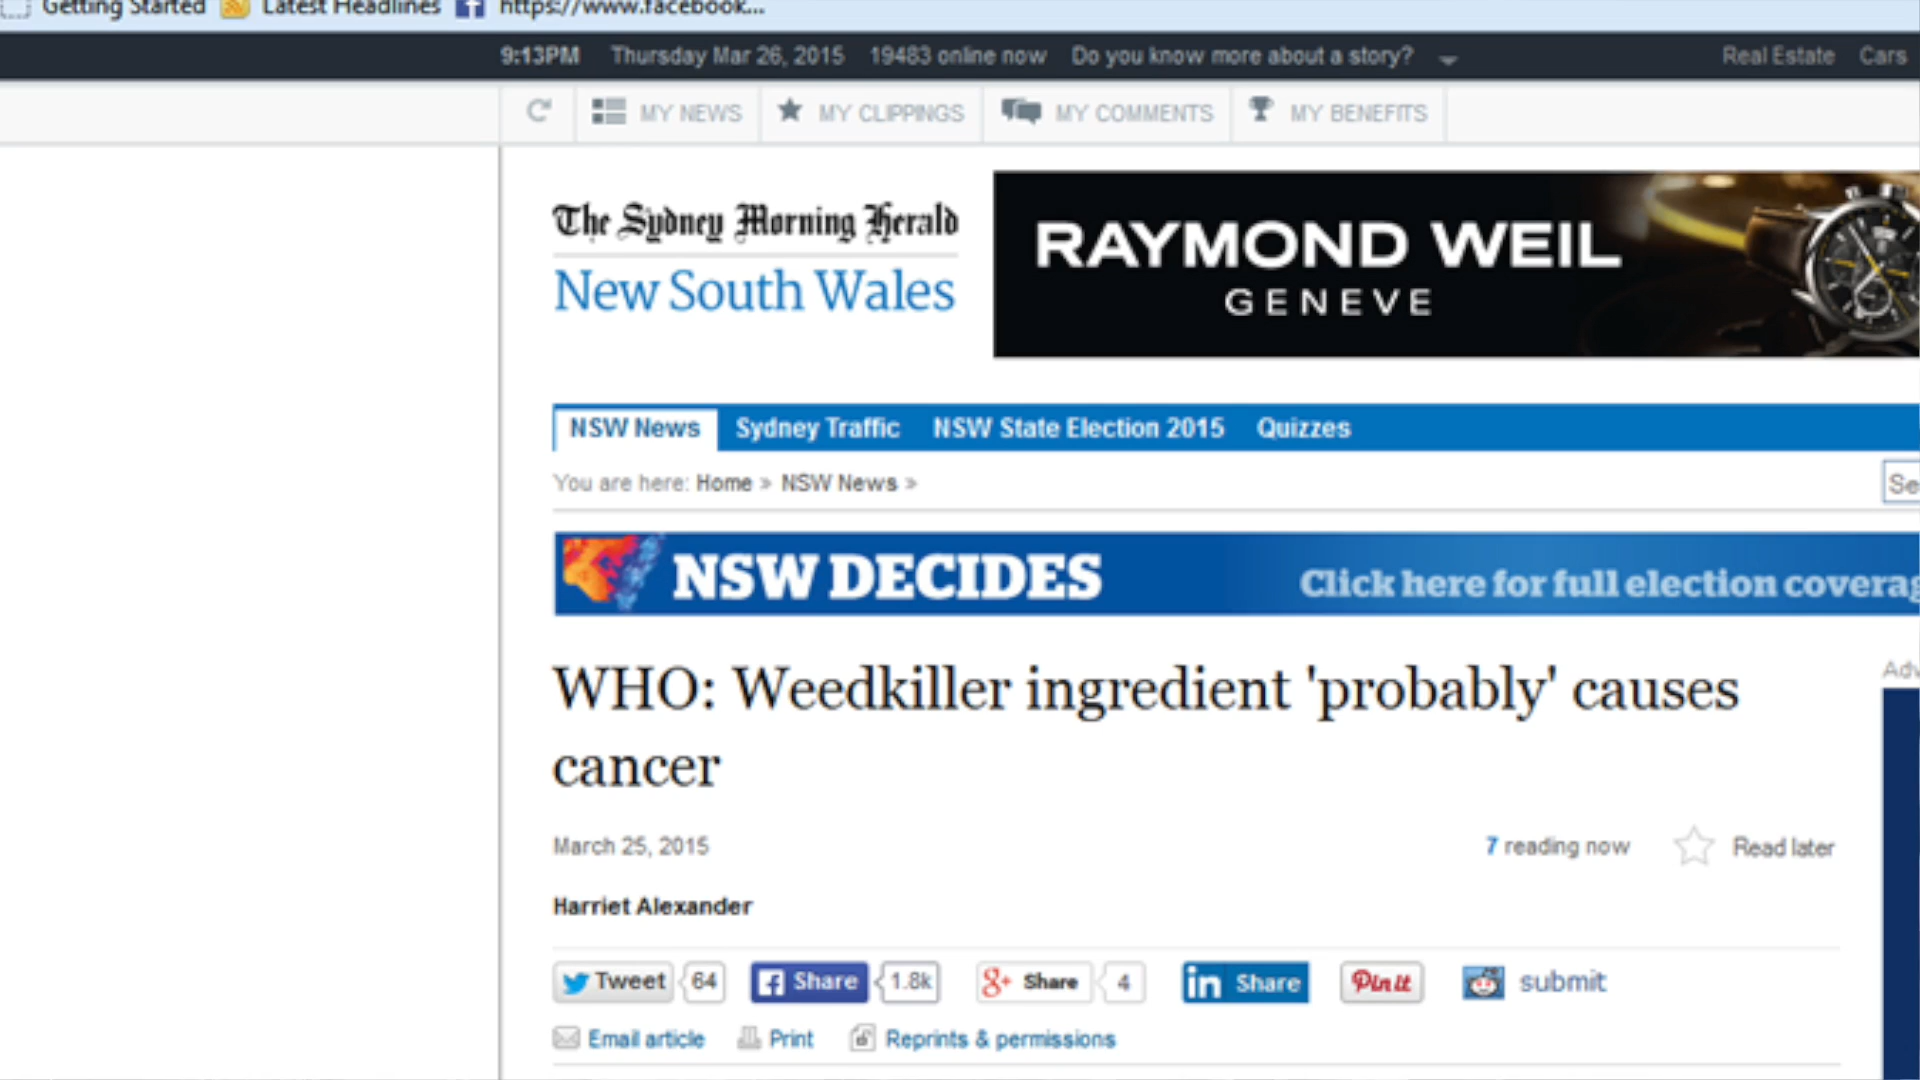 Getting Started Latest Headlines https://www.facebook...
9:13PM Thursday Mar 26, 2015 19483 online now Do you know more about a story? Real Estate Cars
MY NEWS MY CLIPPINGS MY COMMENTS MY BENEFITS
The Sydney Morning Herald
New South Wales
RAYMOND WEIL
GENEVE
NSW News Sydney Traffic NSW State Election 2015 Quizzes
You are here: Home » NSW News »
Se
NSW DECIDES Click here for full election coverag
WHO: Weedkiller ingredient 'probably' causes
cancer
Adv
March 25, 2015 7 reading now Read later
Harriet Alexander
Tweet 64 Share 1.8k g+ Share 4 in Share Pin it submit
Email article Print Reprints & permissions